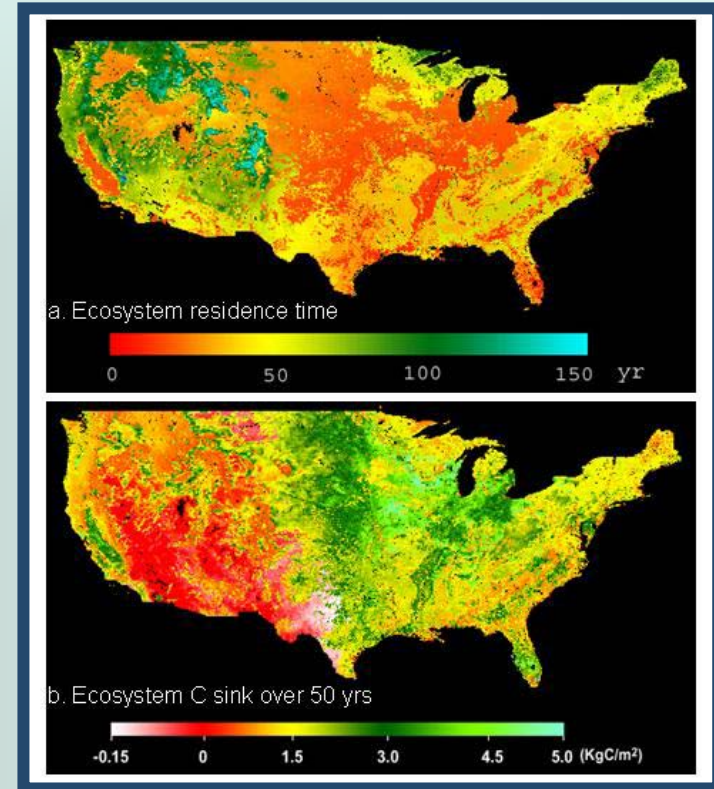 a. Ecosystem residence time
0 50 100 150 yr
b. Ecosystem C sink over 50 yrs
-0.15 0 1.5 3.0 4.5 5.0 (KgC/m²)